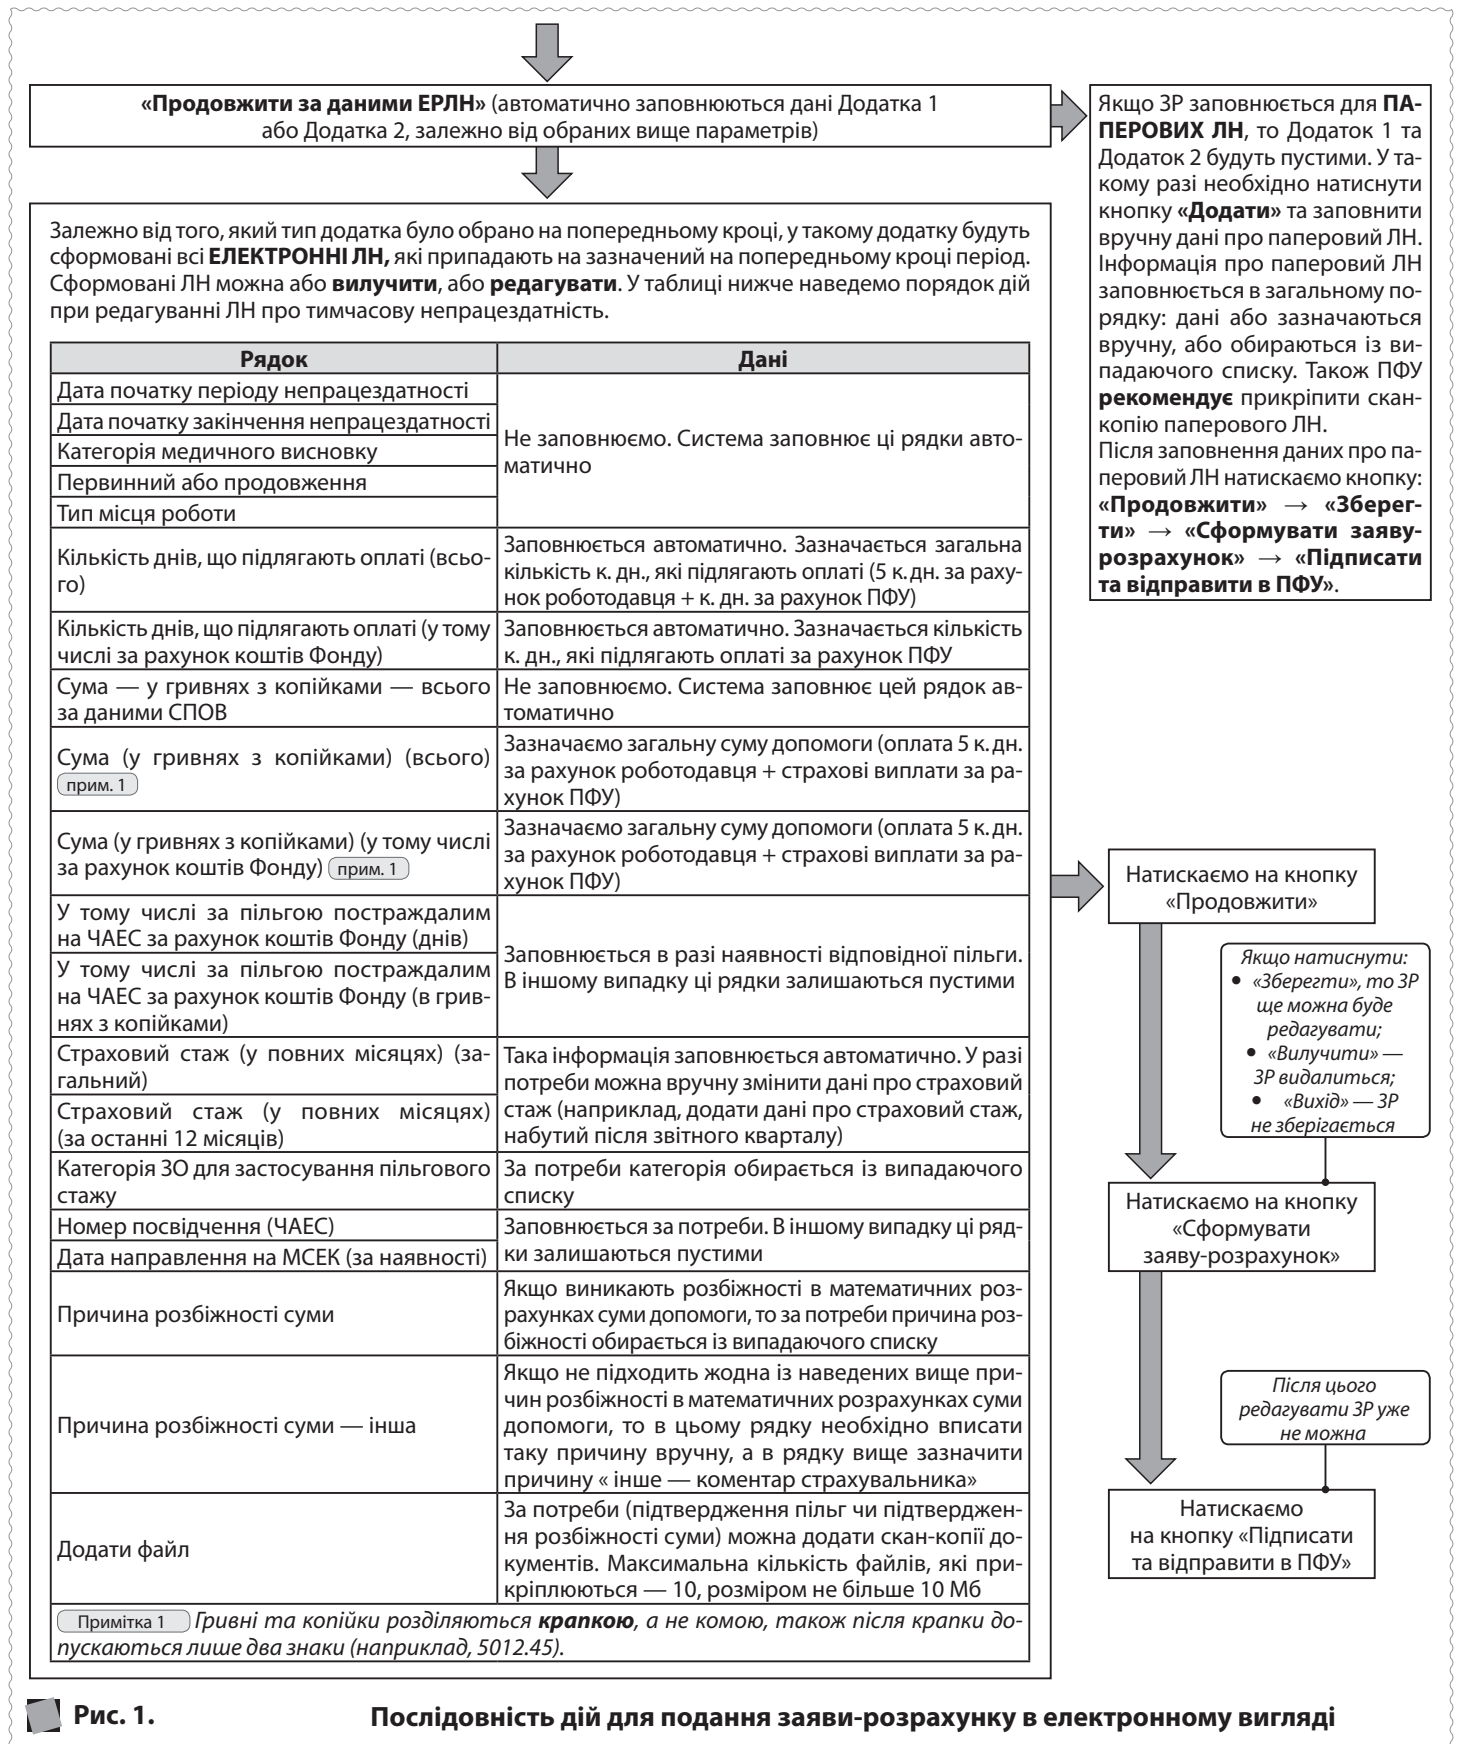 «Продовжити за даними ЕРЛН» (автоматично заповнюються дані Додатка 1
або Додатка 2, залежно від обраних вище параметрів)
Якщо ЗР заповнюється для ПА-
ПЕРОВИХ ЛН, то Додаток 1 та
Додаток 2 будуть пустими. У та-
кому разі необхідно натиснути
кнопку «Додати» та заповнити
вручну дані про паперовий ЛН.
Інформація про паперовий ЛН
заповнюється в загальному по-
рядку: дані або зазначаються
вручну, або обираються із ви-
падаючого списку. Також ПФУ
рекомендує прикріпити скан-
копію паперового ЛН.
Після заповнення даних про па-
перовий ЛН натискаємо кнопку:
«Продовжити» → «Зберег-
ти» → «Сформувати заяву-
розрахунок» → «Підписати
та відправити в ПФУ».
Залежно від того, який тип додатка було обрано на попередньому кроці, у такому додатку будуть
сформовані всі ЕЛЕКТРОННІ ЛН, які припадають на зазначений на попередньому кроці період.
Сформовані ЛН можна або вилучити, або редагувати. У таблиці нижче наведемо порядок дій
при редагуванні ЛН про тимчасову непрацездатність.
Рядок
Дані
Дата початку періоду непрацездатності
Дата початку закінчення непрацездатності
Категорія медичного висновку
Первинний або продовження
Тип місця роботи
Не заповнюємо. Система заповнює ці рядки авто-
матично
Кількість днів, що підлягають оплаті (всьо-
го)
Заповнюється автоматично. Зазначається загальна
кількість к. дн., які підлягають оплаті (5 к. дн. за раху-
нок роботодавця + к. дн. за рахунок ПФУ)
Кількість днів, що підлягають оплаті (у тому
числі за рахунок коштів Фонду)
Заповнюється автоматично. Зазначається кількість
к. дн., які підлягають оплаті за рахунок ПФУ
Сума — у гривнях з копійками — всього
за даними СПОВ
Не заповнюємо. Система заповнює цей рядок ав-
томатично
Сума (у гривнях з копійками) (всього)
прим. 1
Зазначаємо загальну суму допомоги (оплата 5 к. дн.
за рахунок роботодавця + страхові виплати за ра-
хунок ПФУ)
Сума (у гривнях з копійками) (у тому числі
за рахунок коштів Фонду) прим. 1
Зазначаємо загальну суму допомоги (оплата 5 к. дн.
за рахунок роботодавця + страхові виплати за ра-
хунок ПФУ)
У тому числі за пільгою постраждалим
на ЧАЕС за рахунок коштів Фонду (днів)
У тому числі за пільгою постраждалим
на ЧАЕС за рахунок коштів Фонду (в грив-
нях з копійками)
Заповнюється в разі наявності відповідної пільги.
В іншому випадку ці рядки залишаються пустими
Страховий стаж (у повних місяцях) (за-
гальний)
Страховий стаж (у повних місяцях)
(за останні 12 місяців)
Така інформація заповнюється автоматично. У разі
потреби можна вручну змінити дані про страховий
стаж (наприклад, додати дані про страховий стаж,
набутий після звітного кварталу)
Категорія ЗО для застосування пільгового
стажу
За потреби категорія обирається із випадаючого
списку
Номер посвідчення (ЧАЕС)
Дата направлення на МСЕК (за наявності)
Заповнюється за потреби. В іншому випадку ці ряд-
ки залишаються пустими
Причина розбіжності суми
Якщо виникають розбіжності в математичних роз-
рахунках суми допомоги, то за потреби причина роз-
біжності обирається із випадаючого списку
Причина розбіжності суми — інша
Якщо не підходить жодна із наведених вище при-
чин розбіжності в математичних розрахунках суми
допомоги, то в цьому рядку необхідно вписати
таку причину вручну, а в рядку вище зазначити
причину « інше — коментар страхувальника»
Додати файл
За потреби (підтвердження пільг чи підтверджен-
ня розбіжності суми) можна додати скан-копії до-
кументів. Максимальна кількість файлів, які при-
кріплюються — 10, розміром не більше 10 Мб
Примітка 1 Гривні та копійки розділяються крапкою, а не комою, також після крапки до-
пускаються лише два знаки (наприклад, 5012.45).
Натискаємо на кнопку
«Продовжити»
Якщо натиснути:
• «Зберегти», то ЗР
ще можна буде
редагувати;
• «Вилучити» —
ЗР видалиться;
• «Вихід» — ЗР
не зберігається
Натискаємо на кнопку
«Сформувати
заяву-розрахунок»
Після цього
редагувати ЗР уже
не можна
Натискаємо
на кнопку «Підписати
та відправити в ПФУ»
Рис. 1. Послідовність дій для подання заяви-розрахунку в електронному вигляді